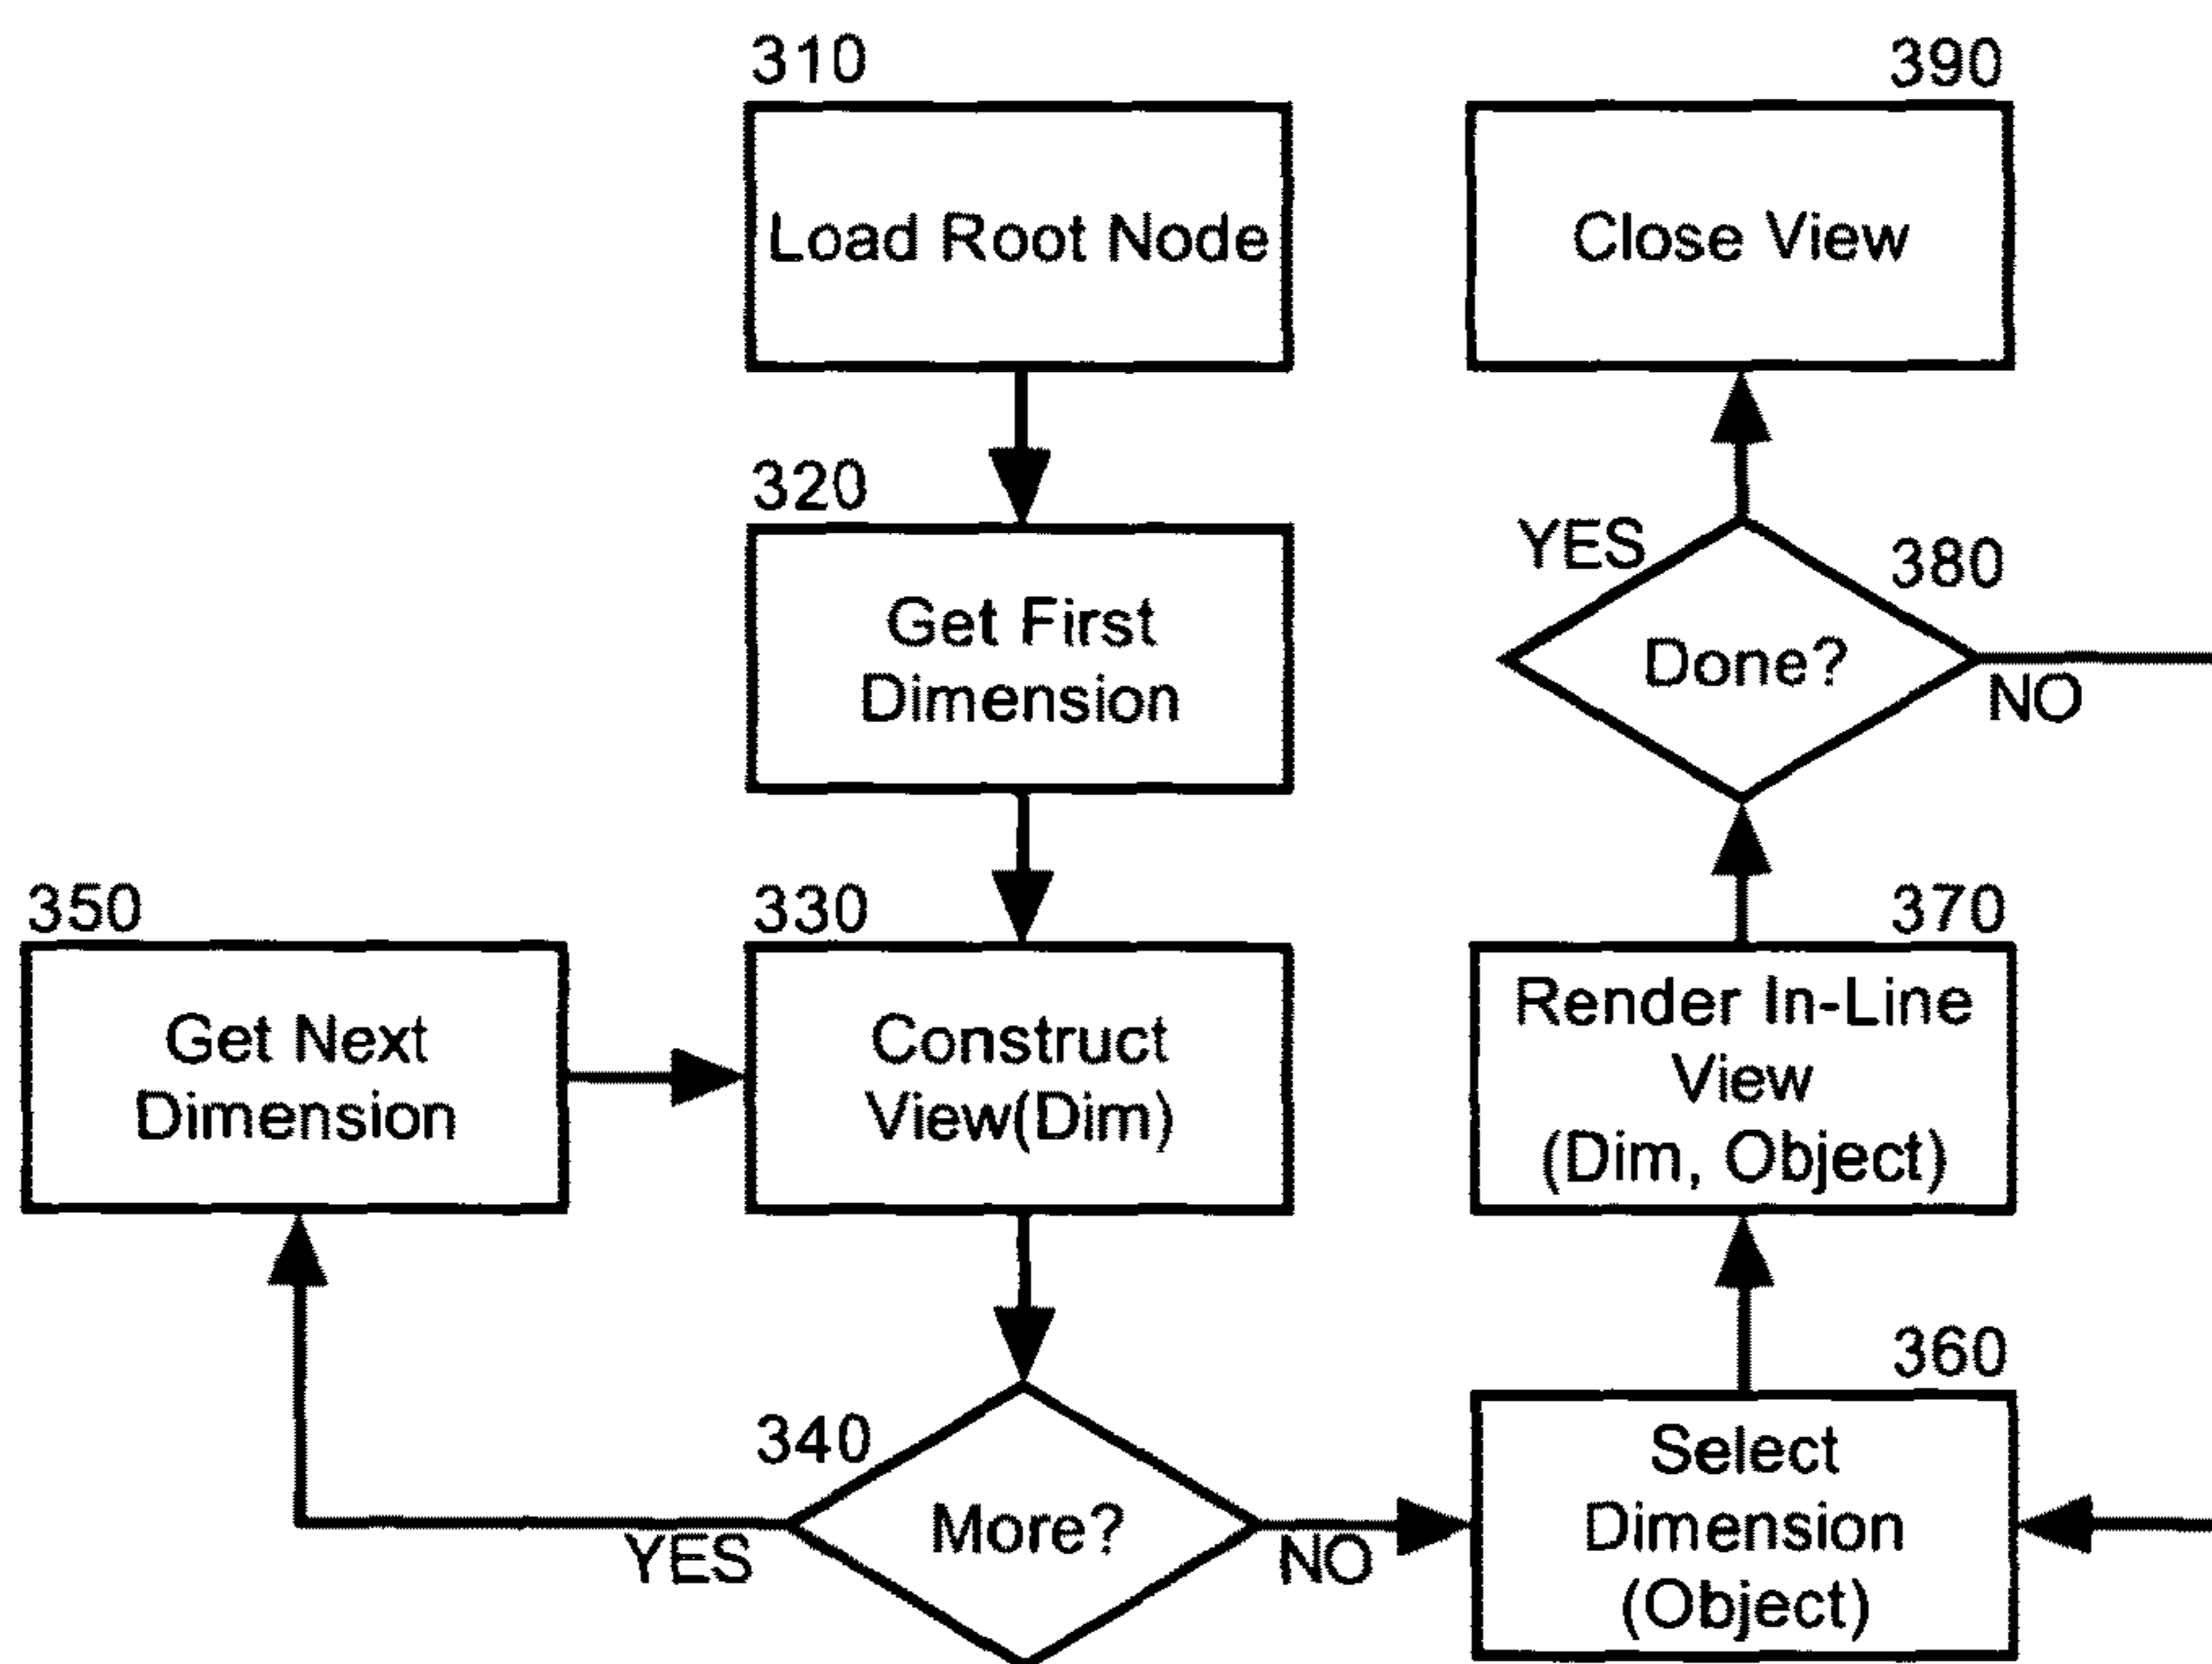 310
Load Root Node
320
Get First
Dimension
330
Construct
View(Dim)
350
Get Next
Dimension
340
More?
YES
NO
360
Select
Dimension
(Object)
370
Render In-Line
View
(Dim, Object)
380
Done?
YES
NO
390
Close View